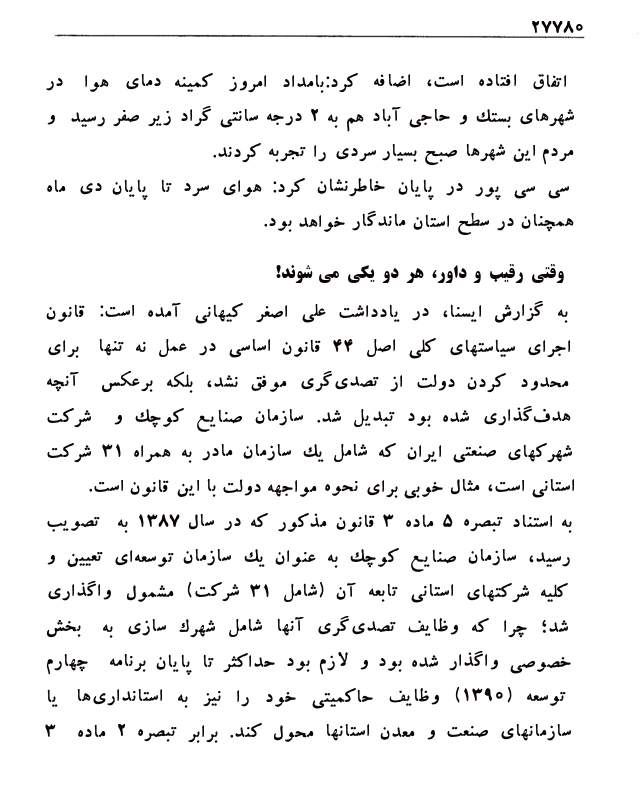 ۲۷۷۸۰
اتفاق افتاده است، اضافه کرد:بامداد امروز کمینه دمای هوا در
شهرهای بستك و حاجی آباد هم به ۲ درجه سانتی گراد زیر صفر رسید و
مردم این شهرها صبح بسیار سردی را تجربه کردند.
سی سی پور در پایان خاطرنشان کرد: هوای سرد تا پایان دی ماه
همچنان در سطح استان ماندگار خواهد بود.
وقتی رقیب و داور، هر دو یکی می شوند!
به گزارش ایسنا، در یادداشت علی اصغر کیهانی آمده است: قانون
اجرای سیاستهای کلی اصل ۴۴ قانون اساسی در عمل نه تنها برای
محدود کردن دولت از تصدی‌گری موفق نشد، بلکه برعکس آنچه
هدف‌گذاری شده بود تبدیل شد. سازمان صنایع کوچك و شرکت
شهرکهای صنعتی ایران که شامل یك سازمان مادر به همراه ۳۱ شرکت
استانی است، مثال خوبی برای نحوه مواجهه دولت با این قانون است.
به استناد تبصره ۵ ماده ۳ قانون مذکور که در سال ۱۳۸۷ به تصویب
رسید، سازمان صنایع کوچك به عنوان یك سازمان توسعه‌ای تعیین و
کلیه شرکتهای استانی تابعه آن (شامل ۳۱ شرکت) مشمول واگذاری
شد؛ چرا که وظایف تصدی‌گری آنها شامل شهرك سازی به بخش
خصوصی واگذار شده بود و لازم بود حداکثر تا پایان برنامه چهارم
توسعه (۱۳۹۰) وظایف حاکمیتی خود را نیز به استانداری‌ها یا
سازمانهای صنعت و معدن استانها محول کند. برابر تبصره ۲ ماده ۳